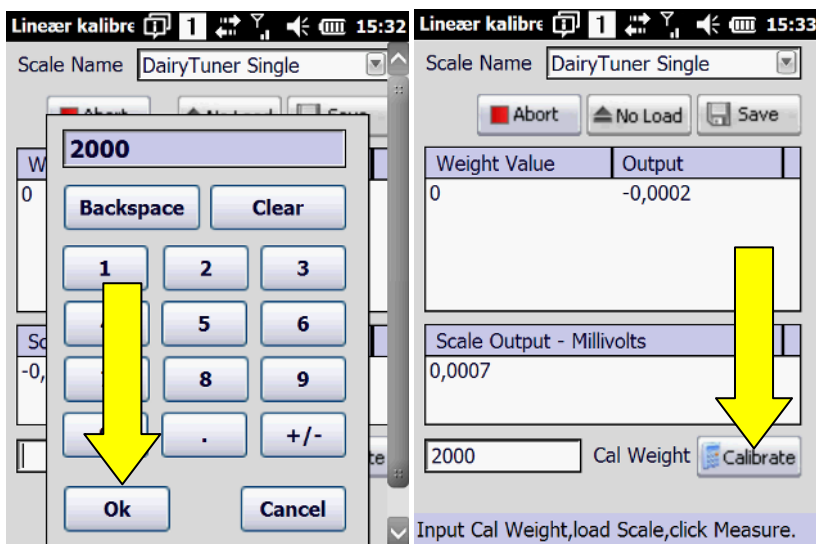 Lineær kalibre 1 15:32
Scale Name DairyTuner Single
2000
W
0
Backspace Clear
1 2 3
5 6
Sc
-0,
8 9
. +/-
te
Ok Cancel
Lineær kalibre 1 15:33
Scale Name DairyTuner Single
Abort No Load Save
Weight Value Output
0 -0,0002
Scale Output - Millivolts
0,0007
2000 Cal Weight Calibrate
Input Cal Weight,load Scale,click Measure.